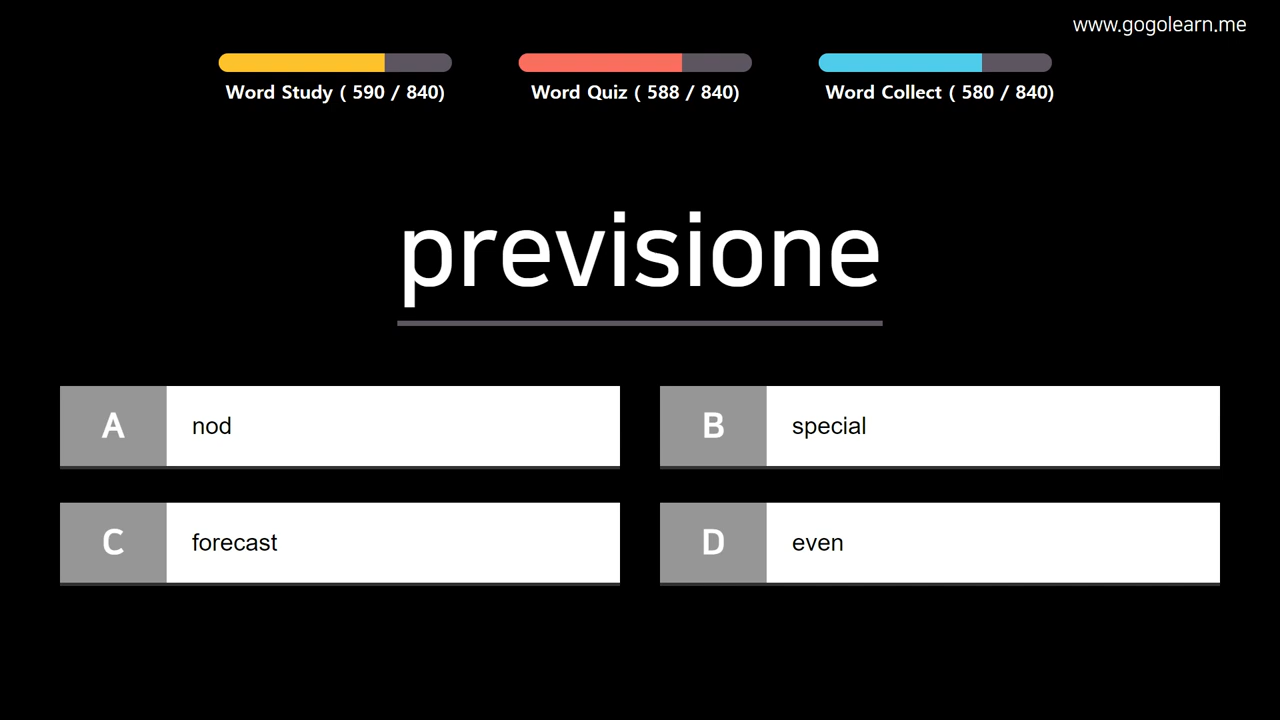 www.gogolearn.me
Word Study ( 590 / 840)
Word Quiz ( 588 / 840)
Word Collect ( 580 / 840)
previsione
A nod
B special
C forecast
D even